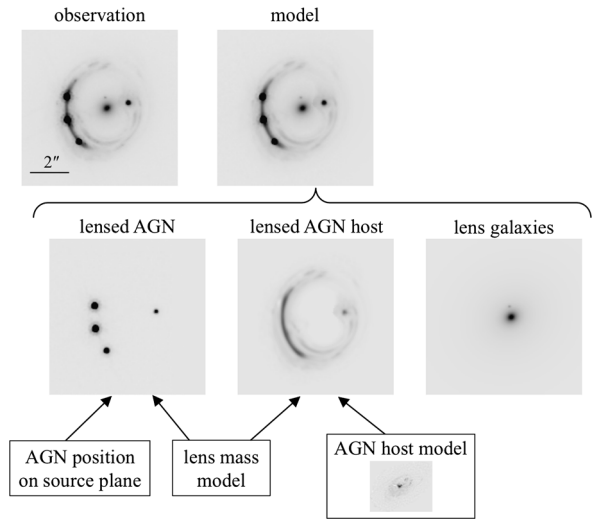 observation
model
2″
lensed AGN
lensed AGN host
lens galaxies
AGN position
on source plane
lens mass
model
AGN host model